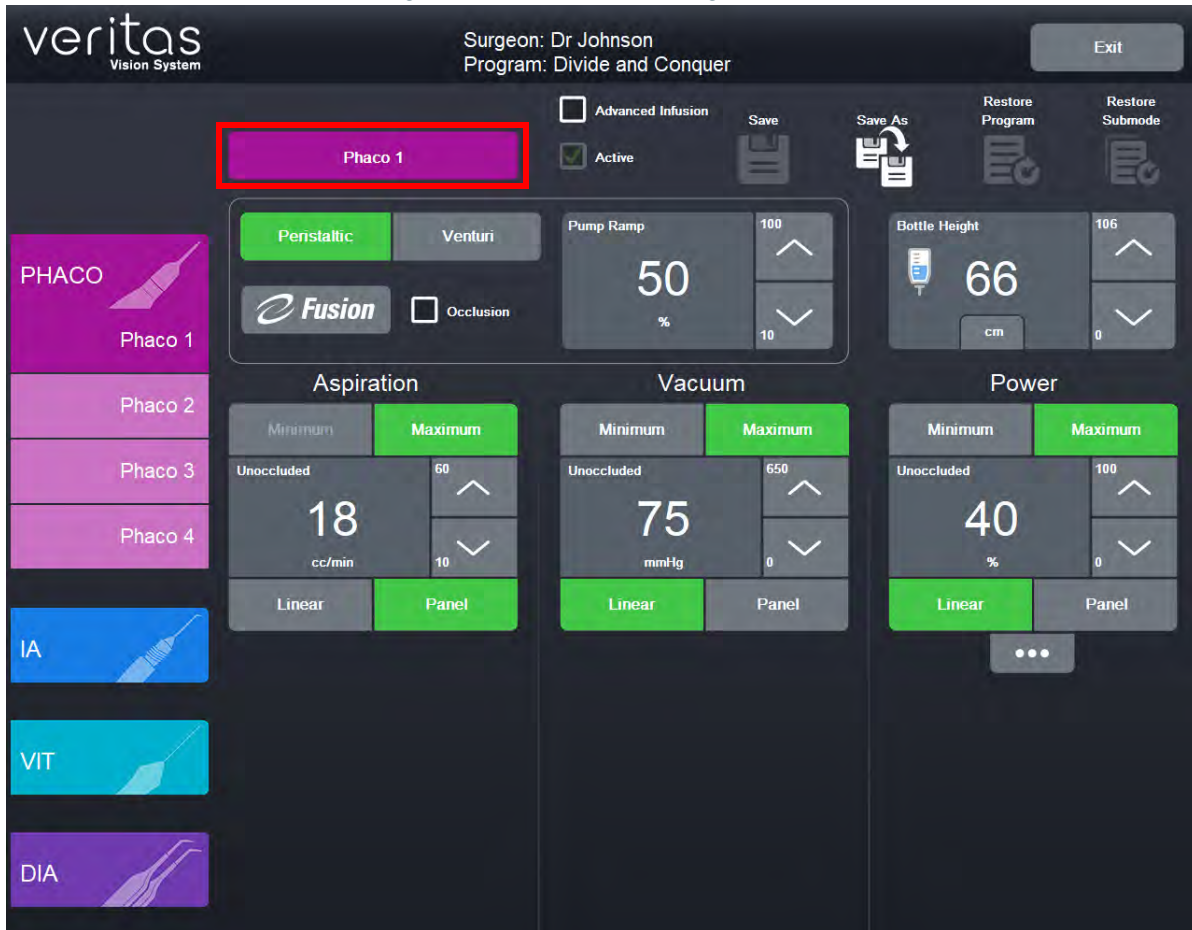 veritas
Vision System
Surgeon: Dr Johnson
Program: Divide and Conquer
Exit
Phaco 1
Advanced Infusion
Active
Save
Save As
Restore
Program
Restore
Submode
PHACO
Phaco 1
Phaco 2
Phaco 3
Phaco 4
IA
VIT
DIA
Peristaltic
Venturi
Fusion
Occlusion
Pump Ramp
100
50
%
10
Bottle Height
106
66
cm
0
Aspiration
Minimum
Maximum
Unoccluded
60
18
cc/min
10
Linear
Panel
Vacuum
Minimum
Maximum
Unoccluded
650
75
mmHg
0
Linear
Panel
Power
Minimum
Maximum
Unoccluded
100
40
%
0
Linear
Panel